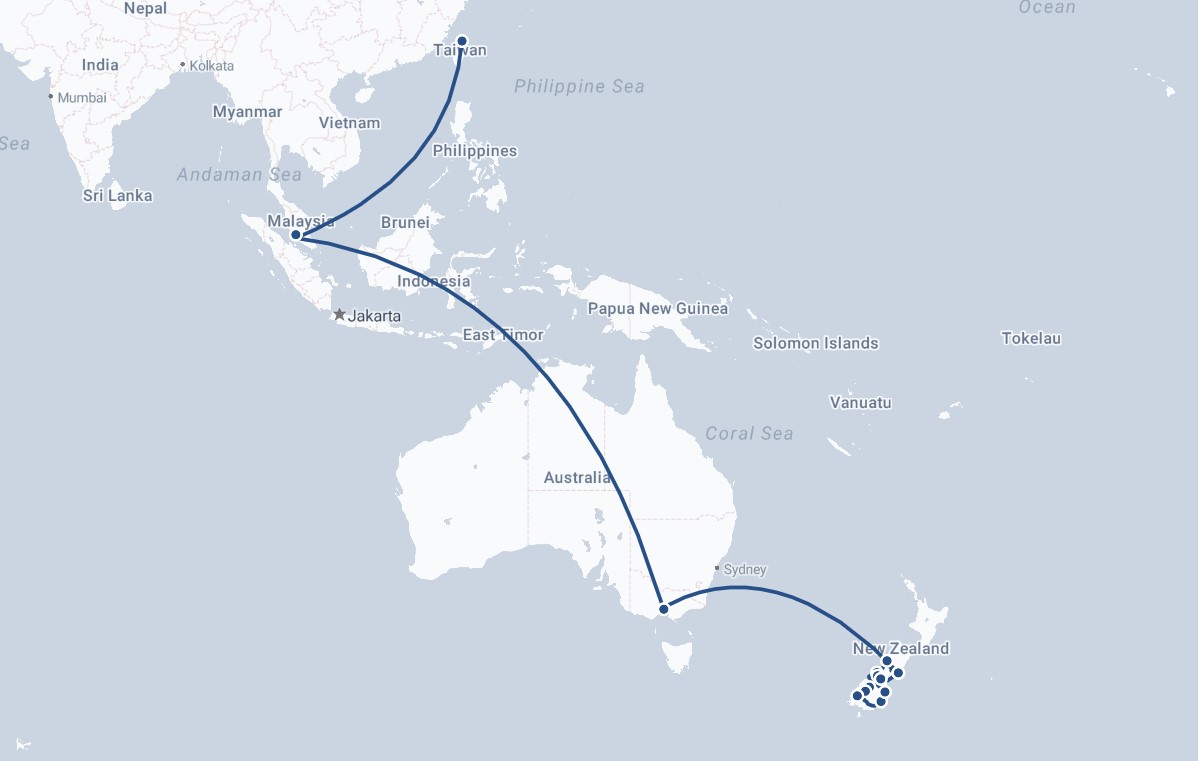 Nepal
Ocean
Taiwan
India
Kolkata
Philippine Sea
Mumbai
Myanmar
Vietnam
Sea
Philippines
Andaman Sea
Sri Lanka
Malaysia
Brunei
Indonesia
Papua New Guinea
Jakarta
East Timor
Solomon Islands
Tokelau
Vanuatu
Coral Sea
Australia
Sydney
New Zealand